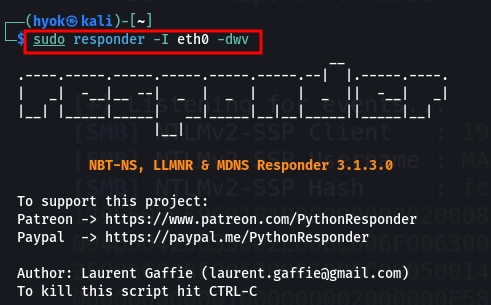 (hyok㉿kali)-[~]
$ sudo responder -I eth0 -dwv
NBT-NS, LLMNR & MDNS Responder 3.1.3.0
To support this project:
Patreon -> https://www.patreon.com/PythonResponder
Paypal -> https://paypal.me/PythonResponder
Author: Laurent Gaffie (laurent.gaffie@gmail.com)
To kill this script hit CTRL-C